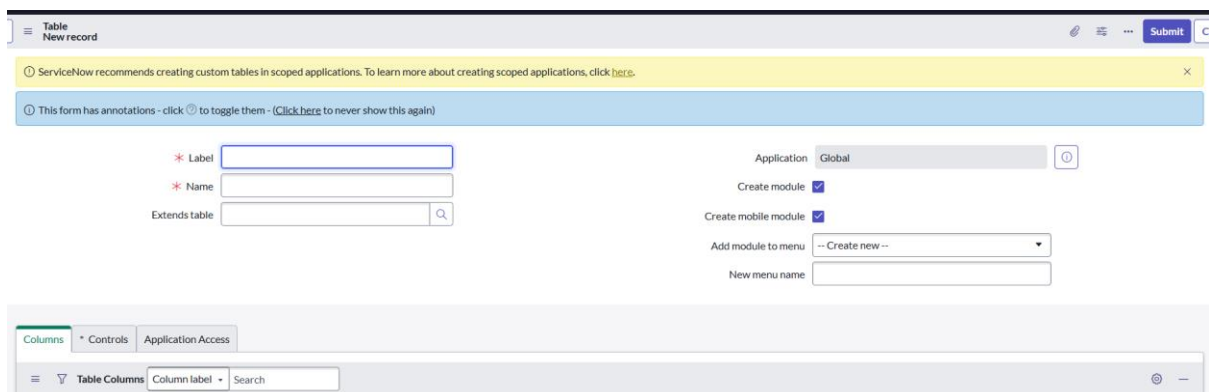 Table
New record
Submit
ServiceNow recommends creating custom tables in scoped applications. To learn more about creating scoped applications, click here.
This form has annotations - click ? to toggle them - (Click here to never show this again)
* Label
Application Global
* Name
Create module
Extends table
Create mobile module
Add module to menu -- Create new --
New menu name
Columns * Controls Application Access
Table Columns Column label Search